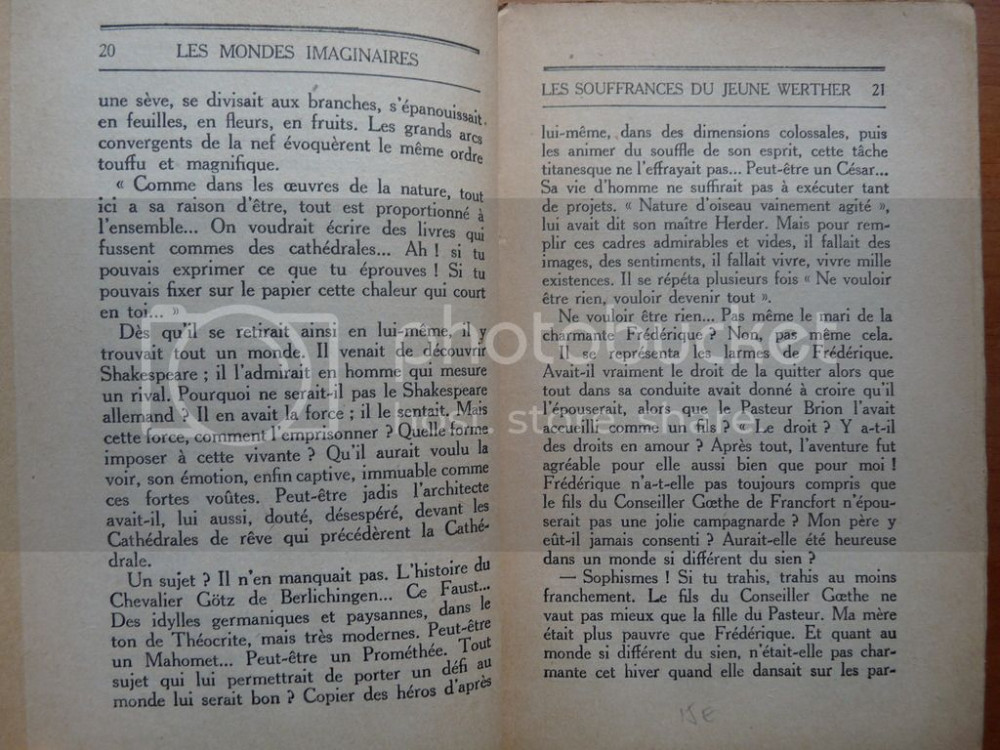 20 LES MONDES IMAGINAIRES
une sève, se divisait aux branches, s'épanouissait
en feuilles, en fleurs, en fruits. Les grands arcs
convergents de la nef évoquèrent le même ordre
touffu et magnifique.
« Comme dans les œuvres de la nature, tout
ici a sa raison d'être, tout est proportionné à
l'ensemble... On voudrait écrire des livres qui
fussent commes des cathédrales... Ah ! si tu
pouvais exprimer ce que tu éprouves ! Si tu
pouvais fixer sur le papier cette chaleur qui court
en toi... »
Dès qu'il se retirait ainsi en lui-même, il y
trouvait tout un monde. Il venait de découvrir
Shakespeare ; il l'admirait en homme qui mesure
un rival. Pourquoi ne serait-il pas le Shakespeare
allemand ? Il en avait la force ; il le sentait. Mais
cette force, comment l'emprisonner ? Quelle forme
imposer à cette vivante ? Qu'il aurait voulu la
voir, son émotion, enfin captive, immuable comme
ces fortes voûtes. Peut-être jadis l'architecte
avait-il, lui aussi, douté, désespéré, devant les
Cathédrales de rêve qui précédèrent la Cathé-
drale.
Un sujet ? Il n'en manquait pas. L'histoire du
Chevalier Götz de Berlichingen... Ce Faust...
Des idylles germaniques et paysannes, dans le
ton de Théocrite, mais très modernes. Peut-être
un Mahomet... Peut-être un Prométhée. Tout
sujet qui lui permettrait de porter un défi au
monde lui serait bon ? Copier des héros d'après
LES SOUFFRANCES DU JEUNE WERTHER 21
lui-même, dans des dimensions colossales, puis
les animer du souffle de son esprit, cette tâche
titanesque ne l'effrayait pas... Peut-être un César...
Sa vie d'homme ne suffirait pas à exécuter tant
de projets. « Nature d'oiseau vainement agité »,
lui avait dit son maître Herder. Mais pour rem-
plir ces cadres admirables et vides, il fallait des
images, des sentiments, il fallait vivre, vivre mille
existences. Il se répéta plusieurs fois « Ne vouloir
être rien, vouloir devenir tout ».
Ne vouloir être rien... Pas même le mari de la
charmante Frédérique ? Non, pas même cela.
Il se représenta les larmes de Frédérique.
Avait-il vraiment le droit de la quitter alors que
tout dans sa conduite avait donné à croire qu'il
l'épouserait, alors que le Pasteur Brion l'avait
accueilli comme un fils ? « Le droit ? Y a-t-il
des droits en amour ? Après tout, l'aventure fut
agréable pour elle aussi bien que pour moi !
Frédérique n'a-t-elle pas toujours compris que
le fils du Conseiller Gœthe de Francfort n'épou-
serait pas une jolie campagnarde ? Mon père y
eût-il jamais consenti ? Aurait-elle été heureuse
dans un monde si différent du sien ?
— Sophismes ! Si tu trahis, trahis au moins
franchement. Le fils du Conseiller Gœthe ne
vaut pas mieux que la fille du Pasteur. Ma mère
était plus pauvre que Frédérique. Et quant au
monde si différent du sien, n'était-elle pas char-
mante cet hiver quand elle dansait sur les par-
photobucket
host. store. share.